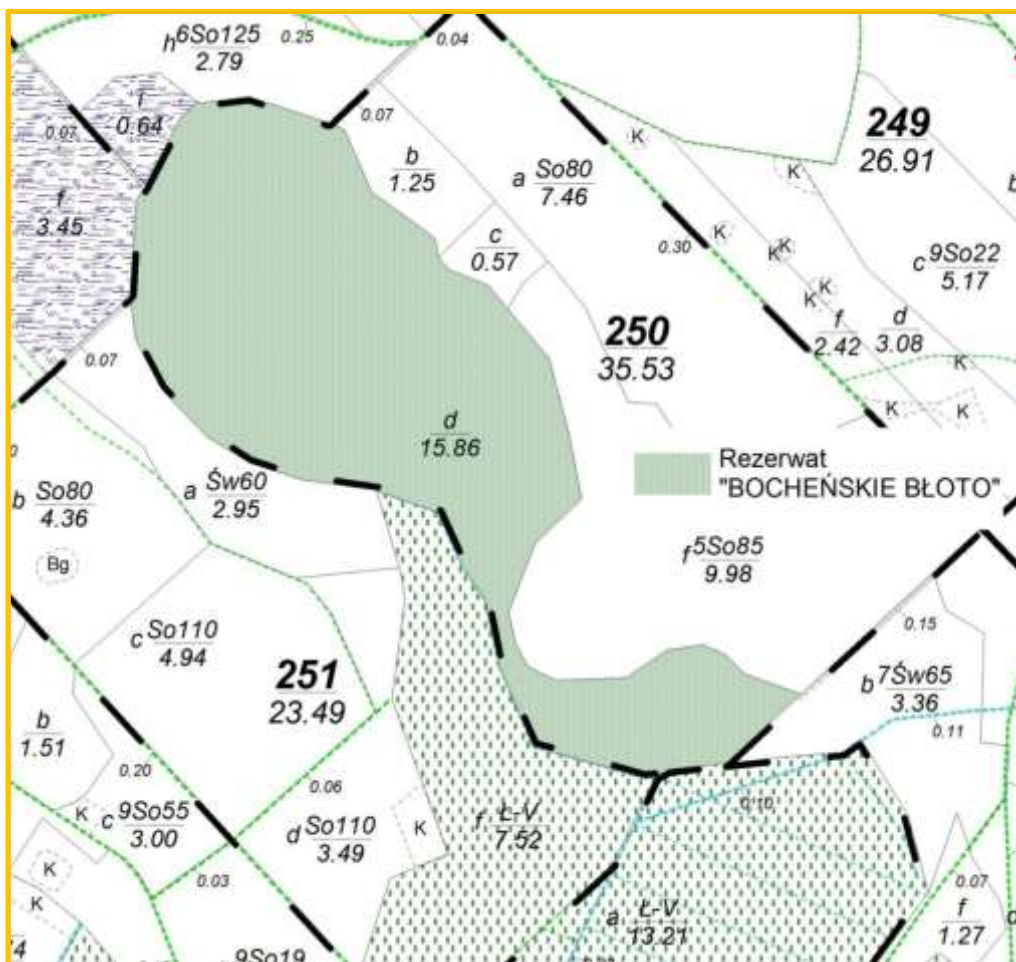 h 6So125
2.79
0.25
0.04
i
0.64
0.07
f
3.45
0.07
b
1.25
a So80
7.46
c
0.57
0.30
249
26.91
b
K
K
K
K K
K K
c 9So22
5.17
f
2.42
d
3.08
K
K
K
250
35.53
0.07
d
15.86
Rezerwat
"BOCHEŃSKIE BŁOTO"
b So80
4.36
Bg
a Św60
2.95
f 5So85
9.98
c So110
4.94
251
23.49
0.15
b 7Św65
3.36
0.11
b
1.51
0.20
0.06
K
c 9So55
3.00
d So110
3.49
K
f Ł-V
7.52
0.10
K
K
0.03
a Ł-V
13.21
0.07
f
1.27
9So19